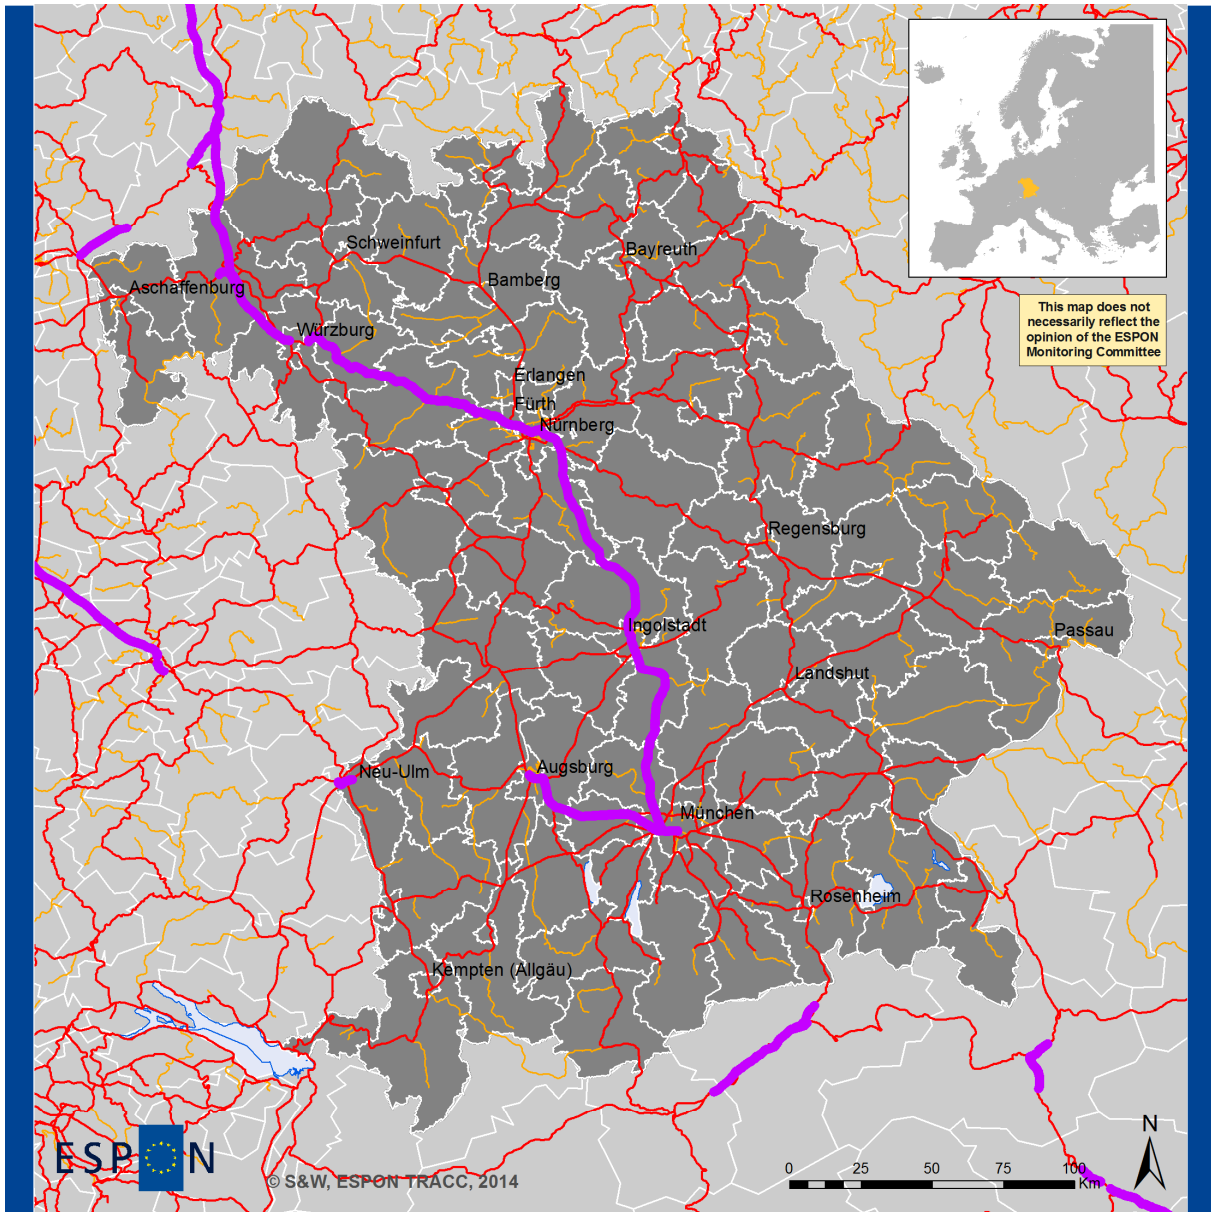 This map does not
necessarily reflect the
opinion of the ESPON
Monitoring Committee
Schweinfurt
Bayreuth
Bamberg
Aschaffenburg
Würzburg
Erlangen
Fürth
Nürnberg
Regensburg
Ingolstadt
Passau
Landshut
Neu-Ulm
Augsburg
München
Rosenheim
Kempten (Allgäu)
ESPON
© S&W, ESPON TRACC, 2014
N
0 25 50 75 100
Km